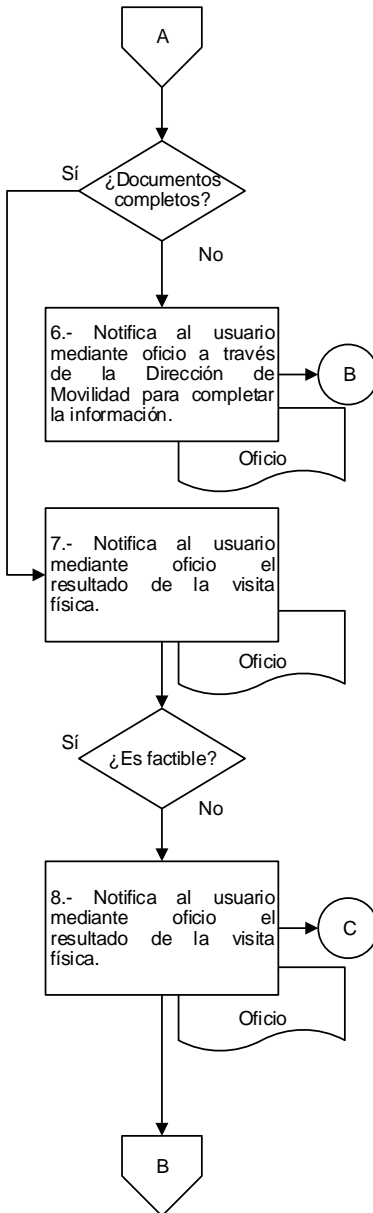 A
Sí
¿Documentos
completos?
No
6.- Notifica al usuario
mediante oficio a través
de la Dirección de
Movilidad para completar
la información.
B
Oficio
7.- Notifica al usuario
mediante oficio el
resultado de la visita
física.
Oficio
Sí
¿Es factible?
No
8.- Notifica al usuario
mediante oficio el
resultado de la visita
física.
C
Oficio
B